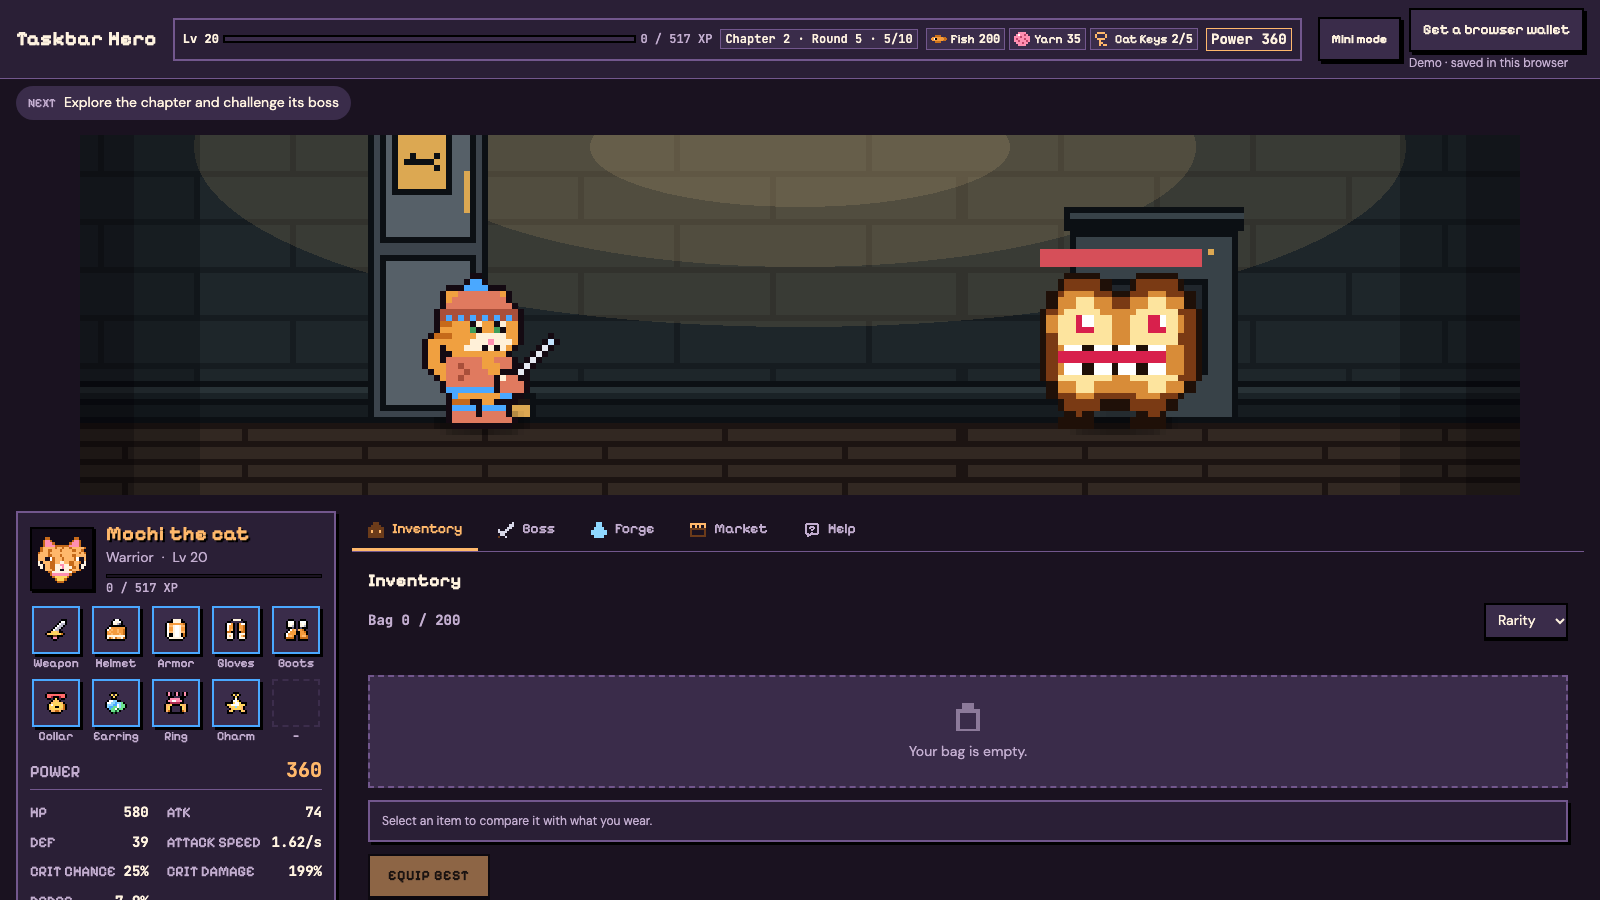 Taskbar Hero
Lv 20
0 / 517 XP
Chapter 2 · Round 5 · 5/10
Fish 200
Yarn 35
Cat Keys 2/5
Power 360
Mini mode
Get a browser wallet
Demo · saved in this browser
NEXT Explore the chapter and challenge its boss
Mochi the cat
Warrior · Lv 20
0 / 517 XP
Weapon Helmet Armor Gloves Boots
Collar Earring Ring Charm -
POWER 360
HP 580 ATK 74
DEF 39 ATTACK SPEED 1.62/s
CRIT CHANCE 25% CRIT DAMAGE 199%
Inventory Boss Forge Market Help
Inventory
Bag 0 / 200
Rarity
Your bag is empty.
Select an item to compare it with what you wear.
EQUIP BEST